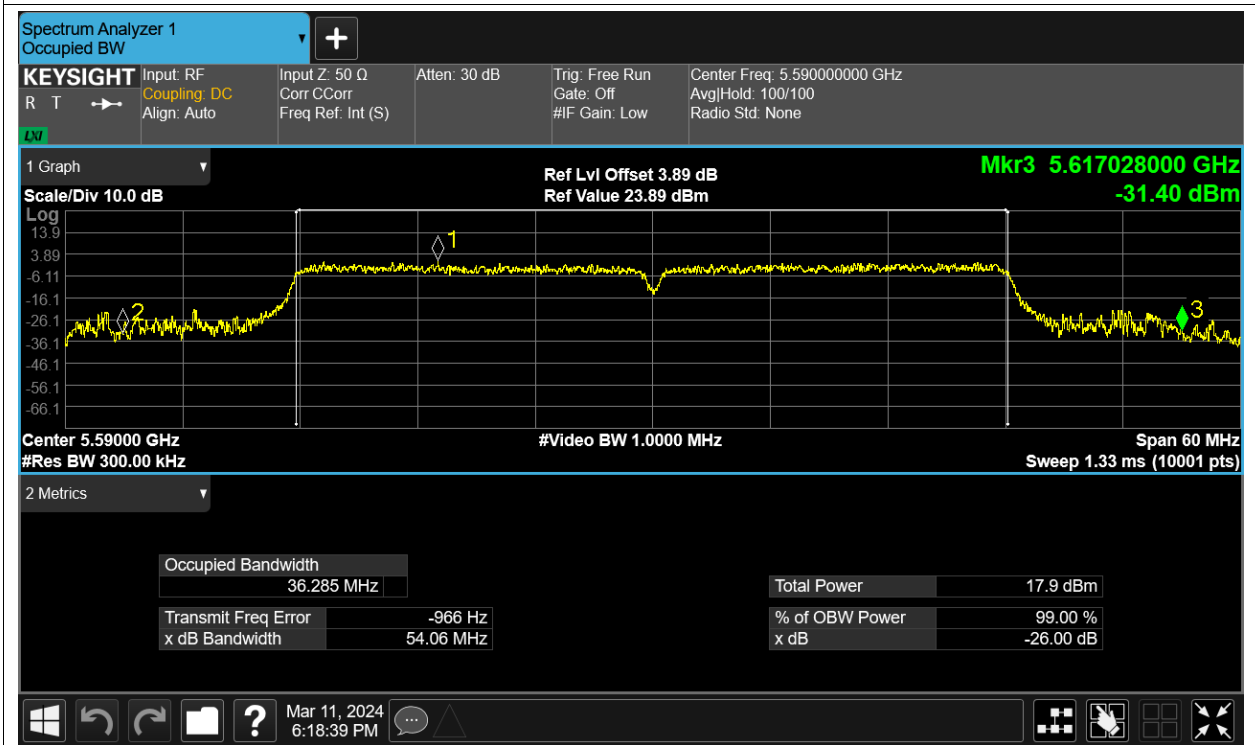 Spectrum Analyzer 1
Occupied BW
KEYSIGHT
R T
LXI
Input: RF
Coupling: DC
Align: Auto
Input Z: 50 Ω
Corr CCorr
Freq Ref: Int (S)
Atten: 30 dB
Trig: Free Run
Gate: Off
#IF Gain: Low
Center Freq: 5.590000000 GHz
Avg|Hold: 100/100
Radio Std: None
1 Graph
Scale/Div 10.0 dB
Ref Lvl Offset 3.89 dB
Ref Value 23.89 dBm
Mkr3 5.617028000 GHz
-31.40 dBm
Log
13.9
3.89
-6.11
-16.1
-26.1
-36.1
-46.1
-56.1
-66.1
1
2
3
Center 5.59000 GHz
#Video BW 1.0000 MHz
Span 60 MHz
#Res BW 300.00 kHz
Sweep 1.33 ms (10001 pts)
2 Metrics
Occupied Bandwidth
36.285 MHz
Total Power 17.9 dBm
Transmit Freq Error -966 Hz
% of OBW Power 99.00 %
x dB Bandwidth 54.06 MHz
x dB -26.00 dB
?
Mar 11, 2024
6:18:39 PM